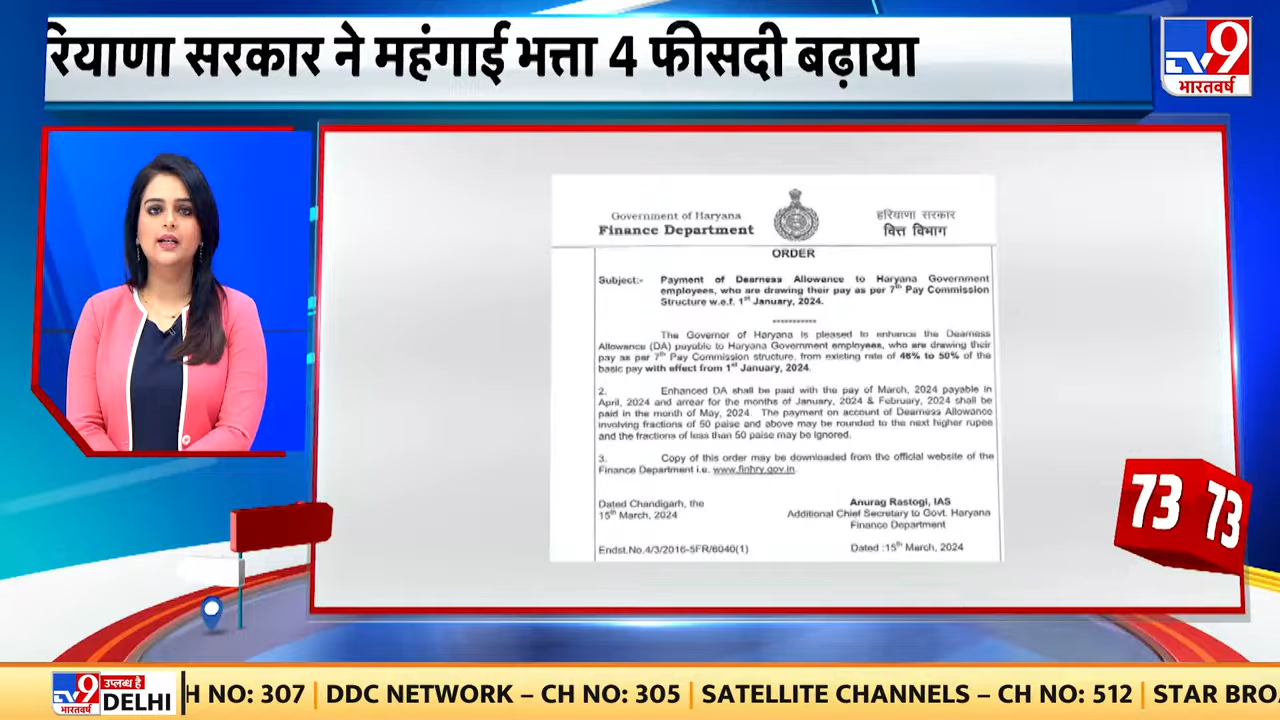 रियाणा सरकार ने महंगाई भत्ता 4 फीसदी बढ़ाया
TV9
भारतवर्ष
Government of Haryana
Finance Department
हरियाणा सरकार
वित्त विभाग
ORDER
Subject:- Payment of Dearness Allowance to Haryana Government
employees, who are drawing their pay as per 7th Pay Commission
Structure w.e.f. 1st January, 2024.
The Governor of Haryana is pleased to enhance the Dearness
Allowance (DA) payable to Haryana Government employees, who are drawing their
pay as per 7th Pay Commission structure, from existing rate of 46% to 50% of the
basic pay with effect from 1st January, 2024.
2. Enhanced DA shall be paid with the pay of March, 2024 payable in
April, 2024 and arrear for the months of January, 2024 & February, 2024 shall be
paid in the month of May, 2024. The payment on account of Dearness Allowance
involving fractions of 50 paise and above may be rounded to the next higher rupee
and the fractions of less than 50 paise may be ignored.
3. Copy of this order may be downloaded from the official website of the
Finance Department i.e. www.finhry.gov.in.
Dated Chandigarh, the
15th March, 2024
Anurag Rastogi, IAS
Additional Chief Secretary to Govt. Haryana
Finance Department
Endst.No.4/3/2016-5FR/6040(1)
Dated :15th March, 2024
73 73
TV9
भारतवर्ष
उप्लब्ध है
DELHI
H NO: 307 | DDC NETWORK – CH NO: 305 | SATELLITE CHANNELS – CH NO: 512 | STAR BRO